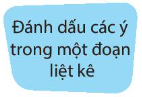 Đánh dấu các ý
trong một đoạn
liệt kê